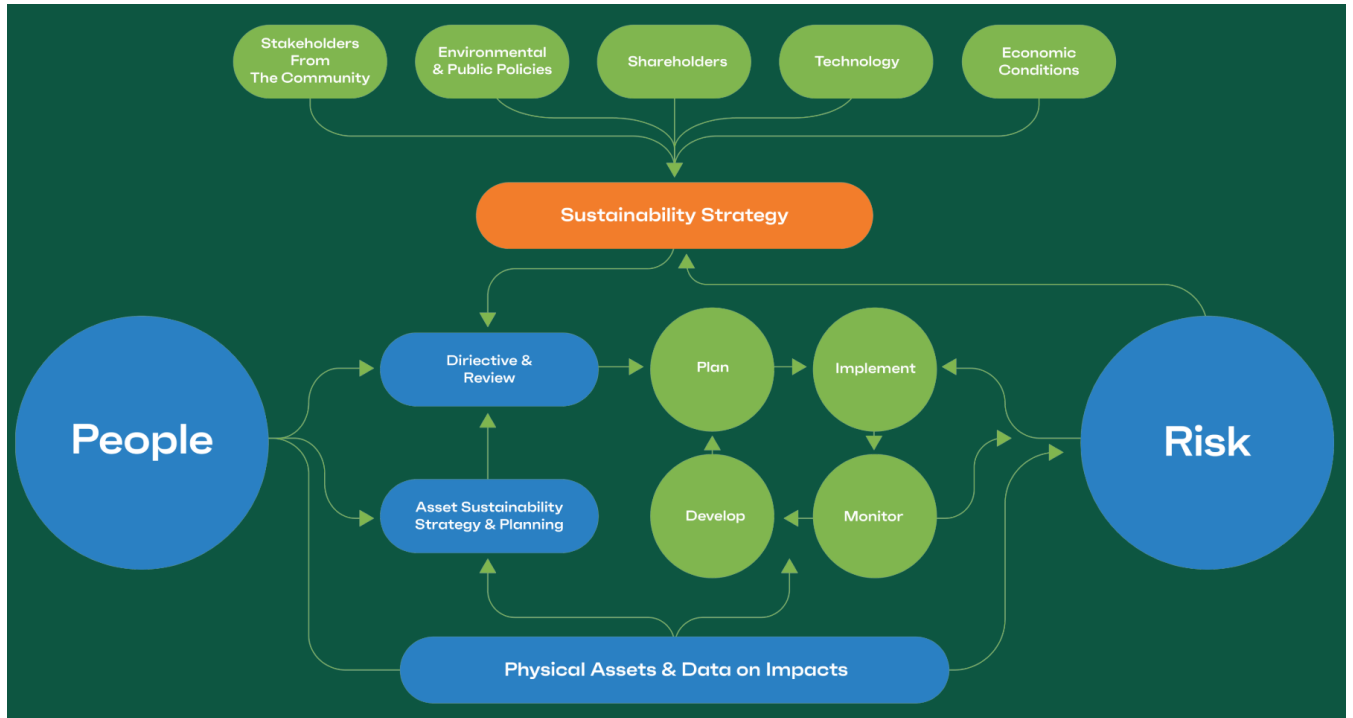 Stakeholders
From
The Community
Environmental
& Public Policies
Shareholders
Technology
Economic
Conditions
Sustainability Strategy
People
Diriective &
Review
Plan
Implement
Risk
Asset Sustainability
Strategy & Planning
Develop
Monitor
Physical Assets & Data on Impacts